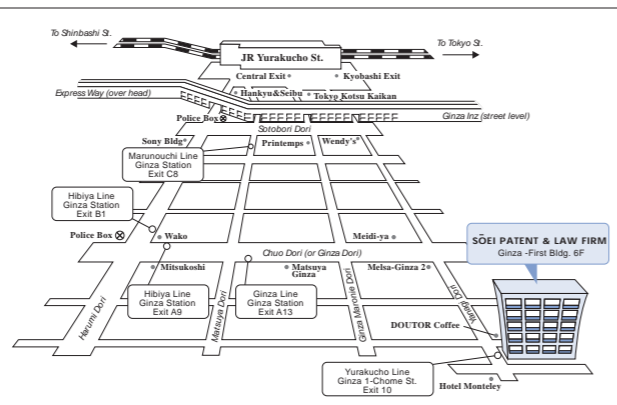 To Shinbashi St.
To Tokyo St.
JR Yurakucho St.
Central Exit
Kyobashi Exit
Express Way (over head)
Hankyu&Seibu
Tokyo Kotsu Kaikan
Police Box
Ginza Inz (street level)
Sotobori Dori
Sony Bldg
Printemps
Wendy's
Marunouchi Line
Ginza Station
Exit C8
Hibiya Line
Ginza Station
Exit B1
Police Box
Wako
Meidi-ya
SŌEI PATENT & LAW FIRM
Ginza -First Bldg. 6F
Chuo Dori (or Ginza Dori)
Mitsukoshi
Matsuya
Ginza
Melsa-Ginza 2
Hibiya Line
Ginza Station
Exit A9
Ginza Line
Ginza Station
Exit A13
Harumi Dori
Matsuya Dori
Ginza Maronie Dori
Yanagi Dori
DOUTOR Coffee
Yurakucho Line
Ginza 1-Chome St.
Exit 10
Hotel Monteley